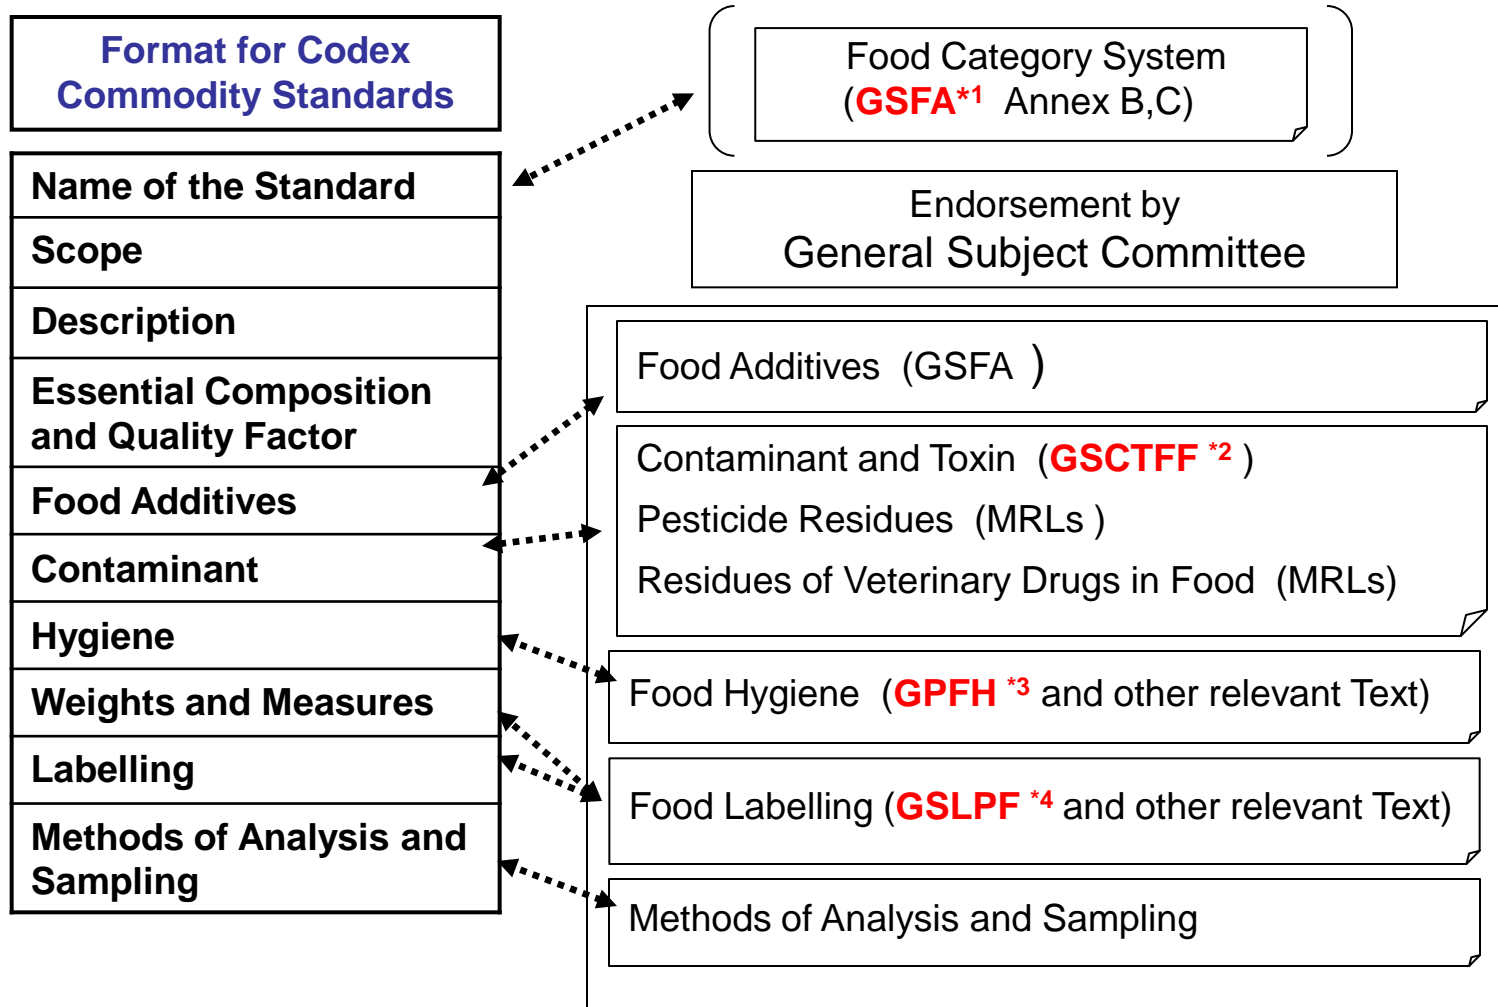 Format for Codex
Commodity Standards
Name of the Standard
Scope
Description
Essential Composition
and Quality Factor
Food Additives
Contaminant
Hygiene
Weights and Measures
Labelling
Methods of Analysis and
Sampling
Food Category System
(GSFA*1 Annex B,C)
Endorsement by
General Subject Committee
Food Additives (GSFA )
Contaminant and Toxin (GSCTFF *2 )
Pesticide Residues (MRLs )
Residues of Veterinary Drugs in Food (MRLs)
Food Hygiene (GPFH *3 and other relevant Text)
Food Labelling (GSLPF *4 and other relevant Text)
Methods of Analysis and Sampling